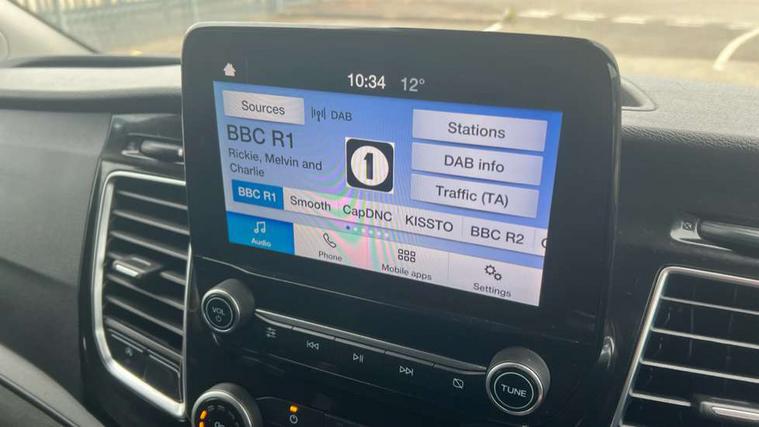 10:34 12°
Sources
DAB
BBC R1
Rickie, Melvin and
Charlie
1
Stations
DAB info
Traffic (TA)
BBC R1 Smooth CapDNC KISSTO BBC R2
Audio
Phone
Mobile apps
Settings
VOL
TUNE